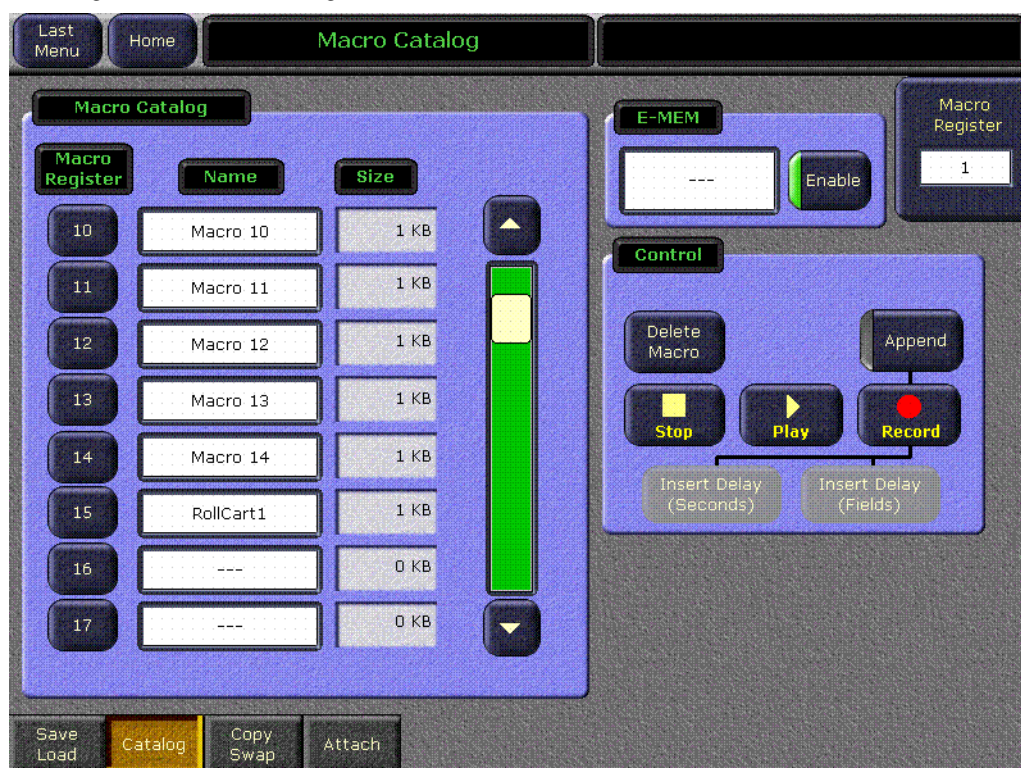 Last
Menu
Home
Macro Catalog
Macro Catalog
Macro
Register
Name
Size
10
Macro 10
1 KB
11
Macro 11
1 KB
12
Macro 12
1 KB
13
Macro 13
1 KB
14
Macro 14
1 KB
15
RollCart1
1 KB
16
---
0 KB
17
---
0 KB
E-MEM
---
Enable
Macro
Register
1
Control
Delete
Macro
Append
Stop
Play
Record
Insert Delay
(Seconds)
Insert Delay
(Fields)
Save
Load
Catalog
Copy
Swap
Attach